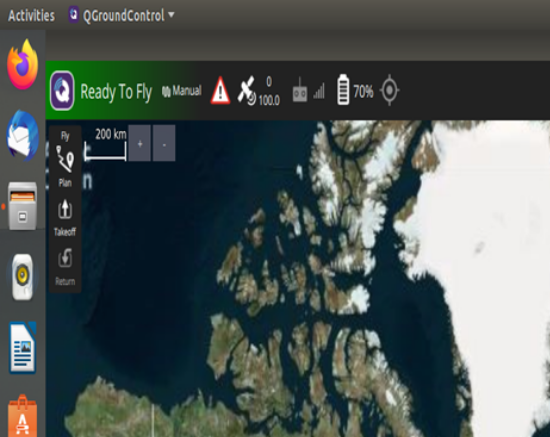 Activities QGroundControl
Ready To Fly Manual 0 100.0 70%
Fly 200 km + -
Plan
Takeoff
Return